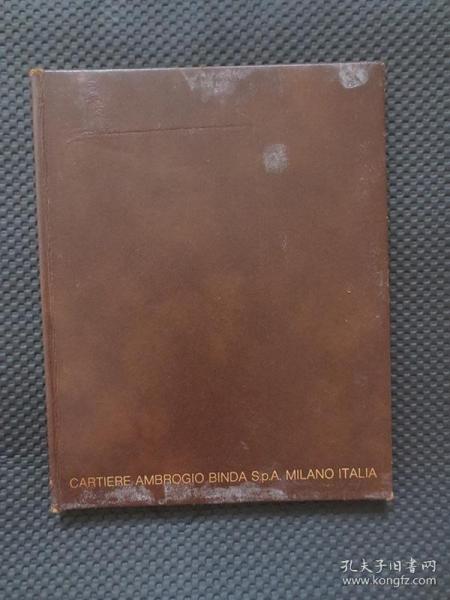 CARTIERE AMBROGIO BINDA S.p.A. MILANO ITALIA
孔夫子旧书网
www.kongfz.com